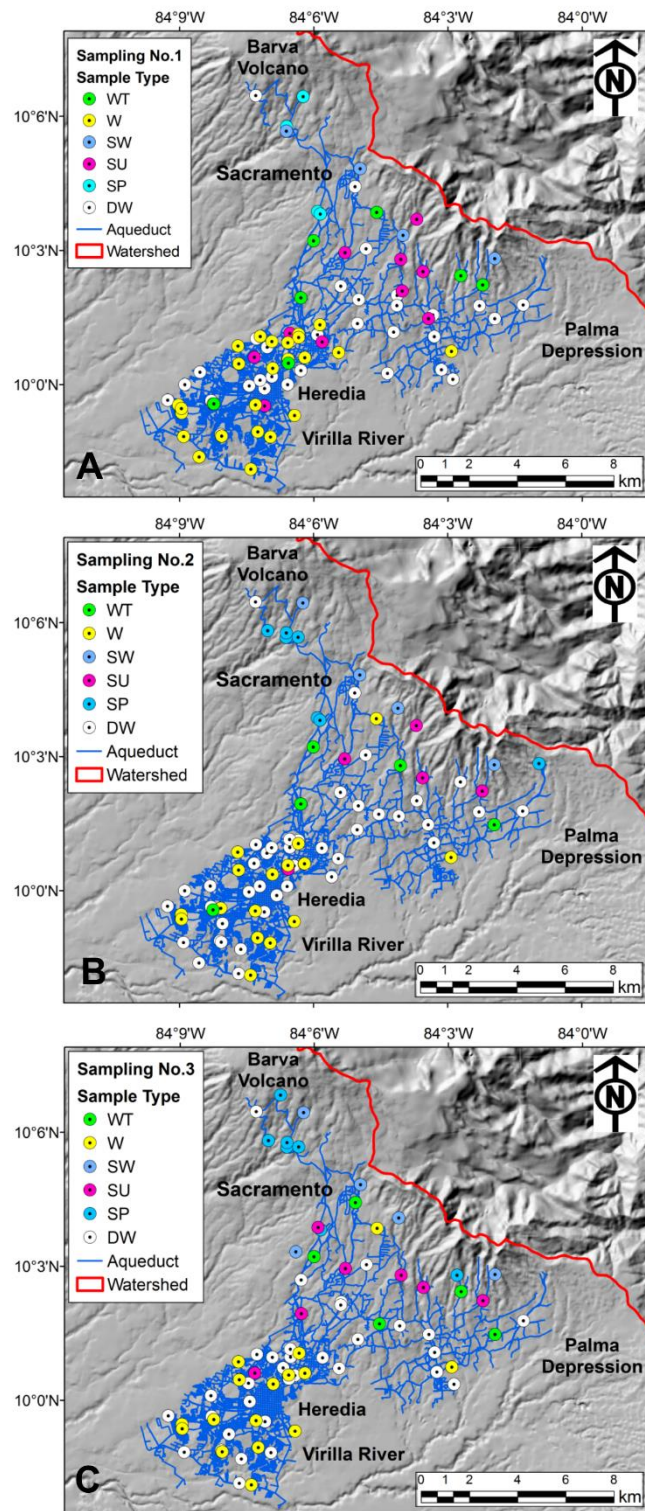 84°9'W 84°6'W 84°3'W 84°0'W
Sampling No.1
Sample Type
WT
W
SW
SU
SP
DW
Aqueduct
Watershed
Barva
Volcano
N
Sacramento
10°6'N
10°3'N
10°0'N
Palma
Depression
Heredia
Virilla River
A
0 2 4 6 8
km
84°9'W 84°6'W 84°3'W 84°0'W
Sampling No.2
Sample Type
WT
W
SW
SU
SP
DW
Aqueduct
Watershed
Barva
Volcano
N
Sacramento
10°6'N
10°3'N
10°0'N
Palma
Depression
Heredia
Virilla River
B
0 2 4 6 8
km
84°9'W 84°6'W 84°3'W 84°0'W
Sampling No.3
Sample Type
WT
W
SW
SU
SP
DW
Aqueduct
Watershed
Barva
Volcano
N
Sacramento
10°6'N
10°3'N
10°0'N
Palma
Depression
Heredia
Virilla River
C
0 2 4 6 8
km